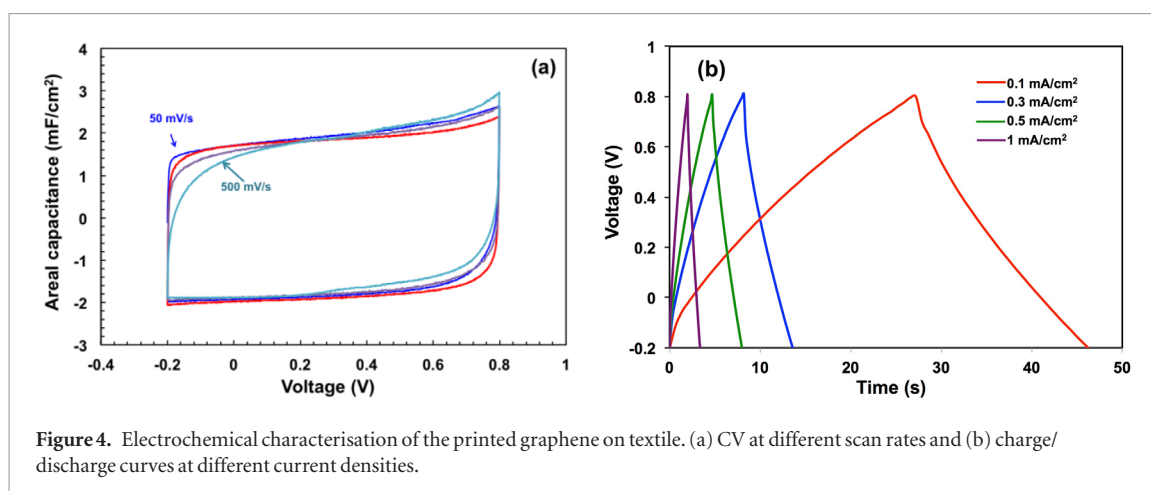 4
3
2
1
0
-1
-2
-3
-0.4
-0.2
0
0.2
0.4
0.6
0.8
1
Areal capacitance (mF/cm²)
Voltage (V)
(a)
50 mV/s
500 mV/s
1
0.8
0.6
0.4
0.2
0
-0.2
0
10
20
30
40
50
Voltage (V)
Time (s)
(b)
0.1 mA/cm²
0.3 mA/cm²
0.5 mA/cm²
1 mA/cm²
Figure 4. Electrochemical characterisation of the printed graphene on textile. (a) CV at different scan rates and (b) charge/
discharge curves at different current densities.